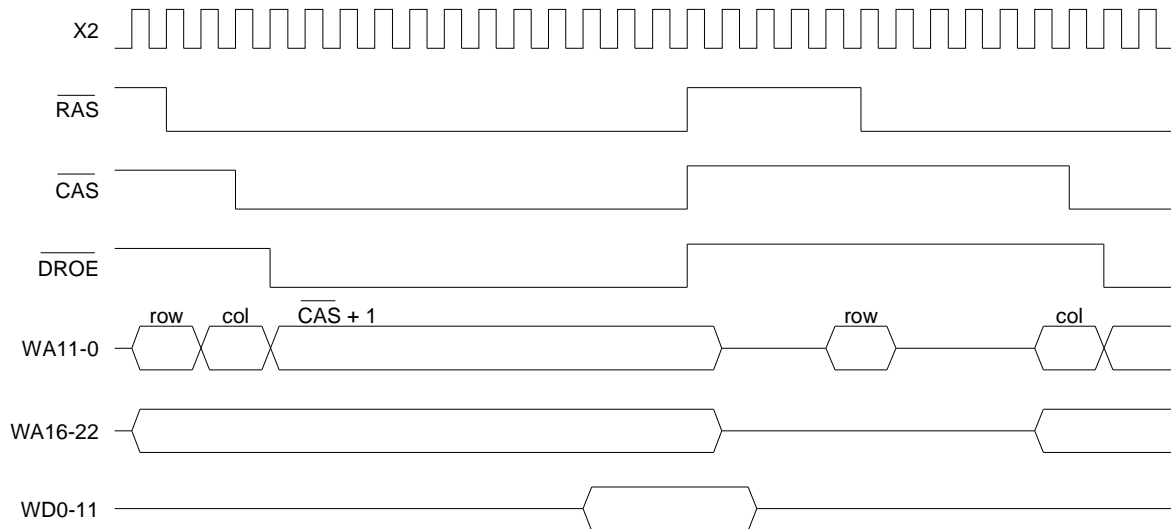 X2
RAS
CAS
DROE
row col CAS + 1 row col
WA11-0
WA16-22
WD0-11